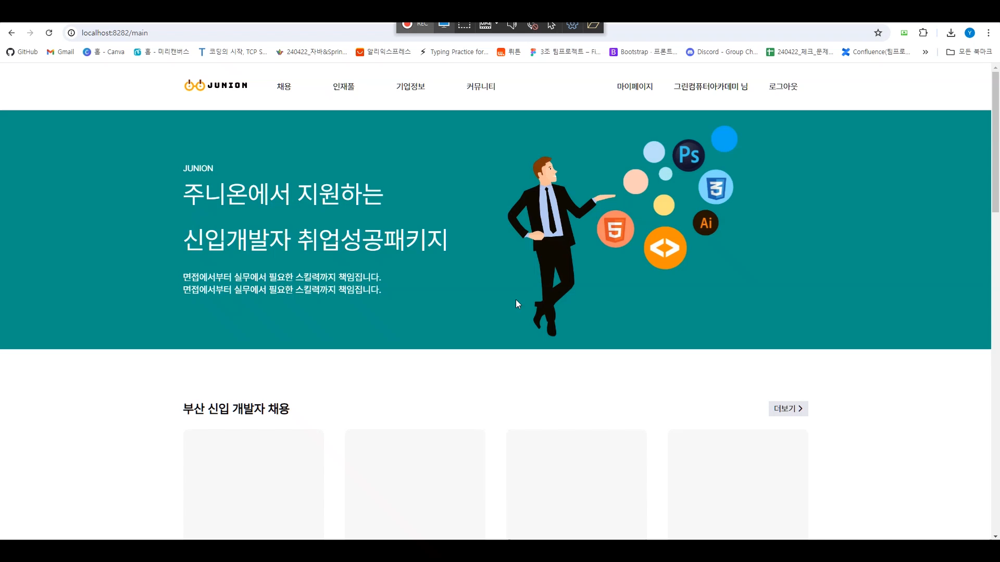 REC
MP4
localhost:8282/main
Y
GitHub
Gmail
홈 - Canva
홈 - 미리캔버스
코딩의 시작, TCP S...
240422_자바&Sprin...
알리익스프레스
Typing Practice for...
뤼튼
3조 팀프로젝트 – Fi...
Bootstrap · 프론트...
Discord - Group Ch...
240422_체크_문제...
Confluence(팀프로...
모든 북마크
JUNION
채용
인재풀
기업정보
커뮤니티
마이페이지
그린컴퓨터아카데미 님
로그아웃
JUNION
주니온에서 지원하는
신입개발자 취업성공패키지
면접에서부터 실무에서 필요한 스킬력까지 책임집니다.
면접에서부터 실무에서 필요한 스킬력까지 책임집니다.
Ps
3
5
Ai
부산 신입 개발자 채용
더보기